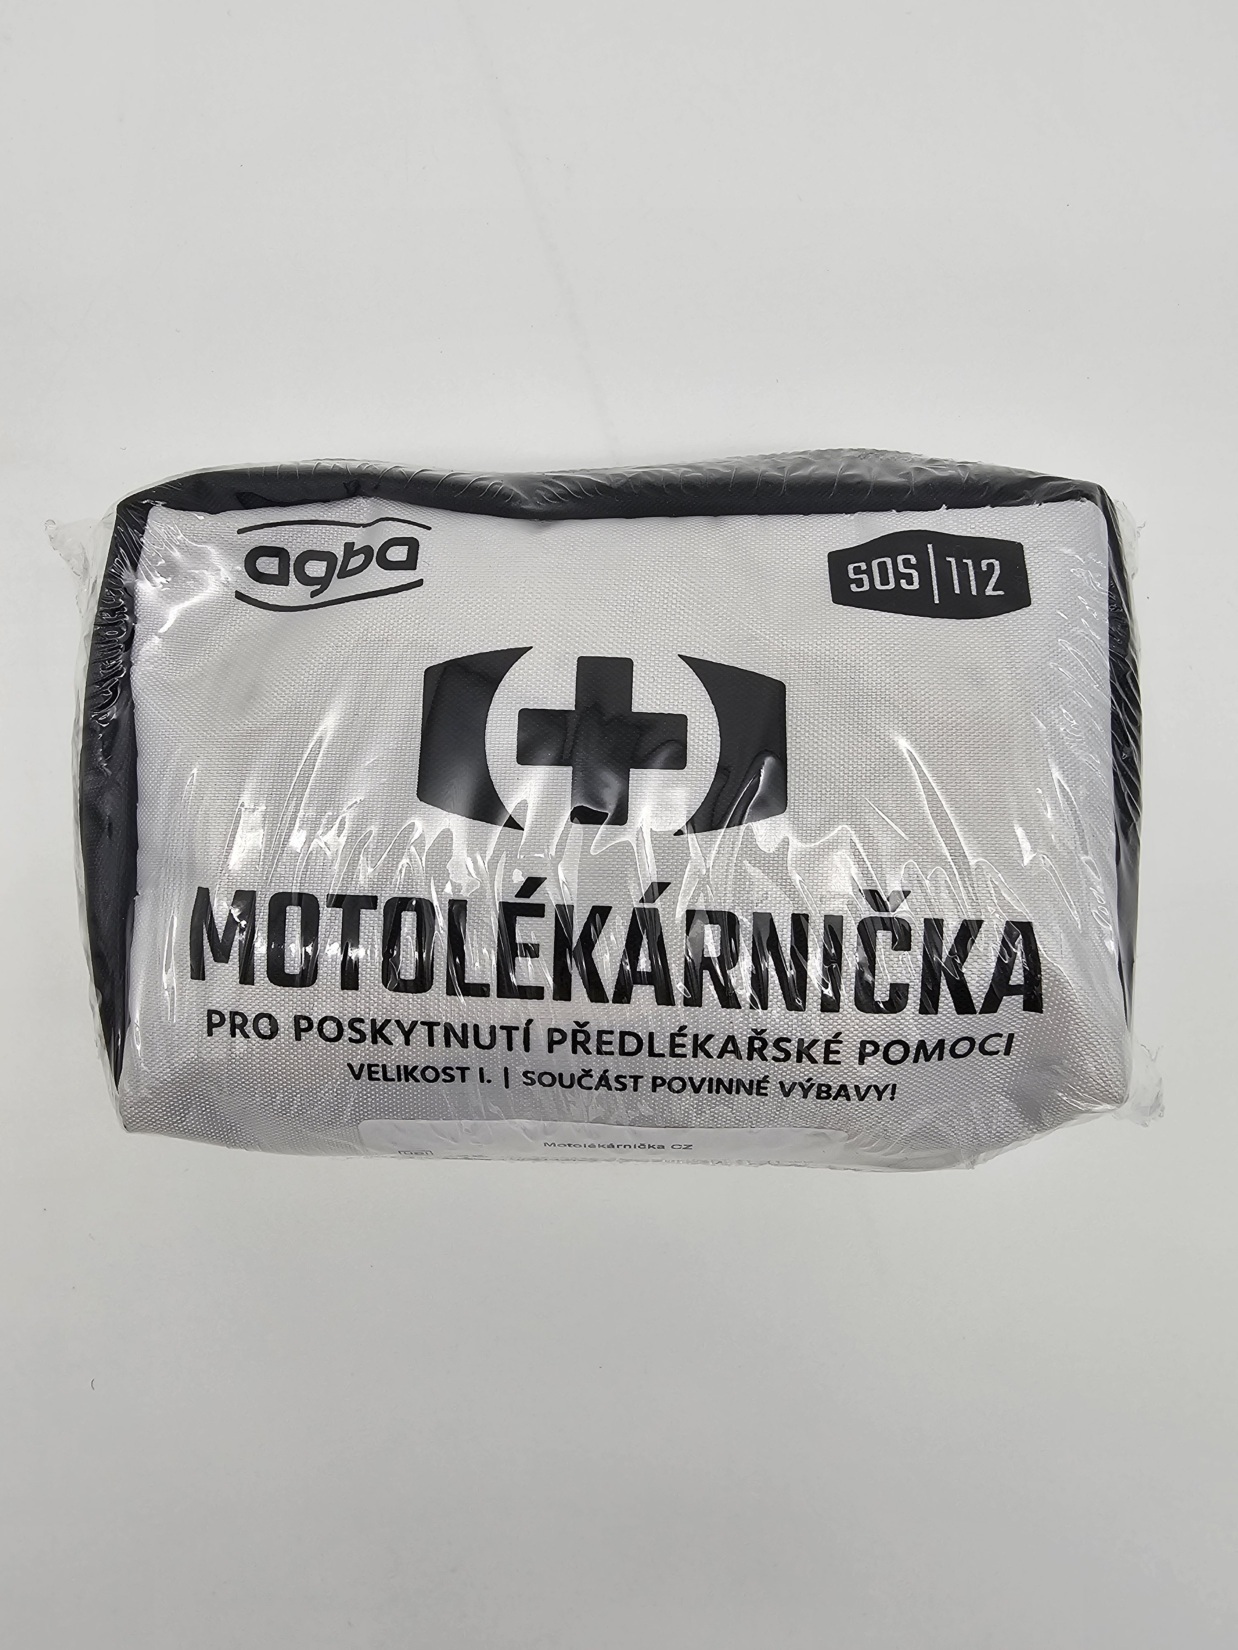 agba
SOS|112
MOTOLÉKÁRNIČKA
PRO POSKYTNUTÍ PŘEDLÉKAŘSKÉ POMOCI
VELIKOST I. | SOUČÁST POVINNÉ VÝBAVY!
Motolékárnička CZ